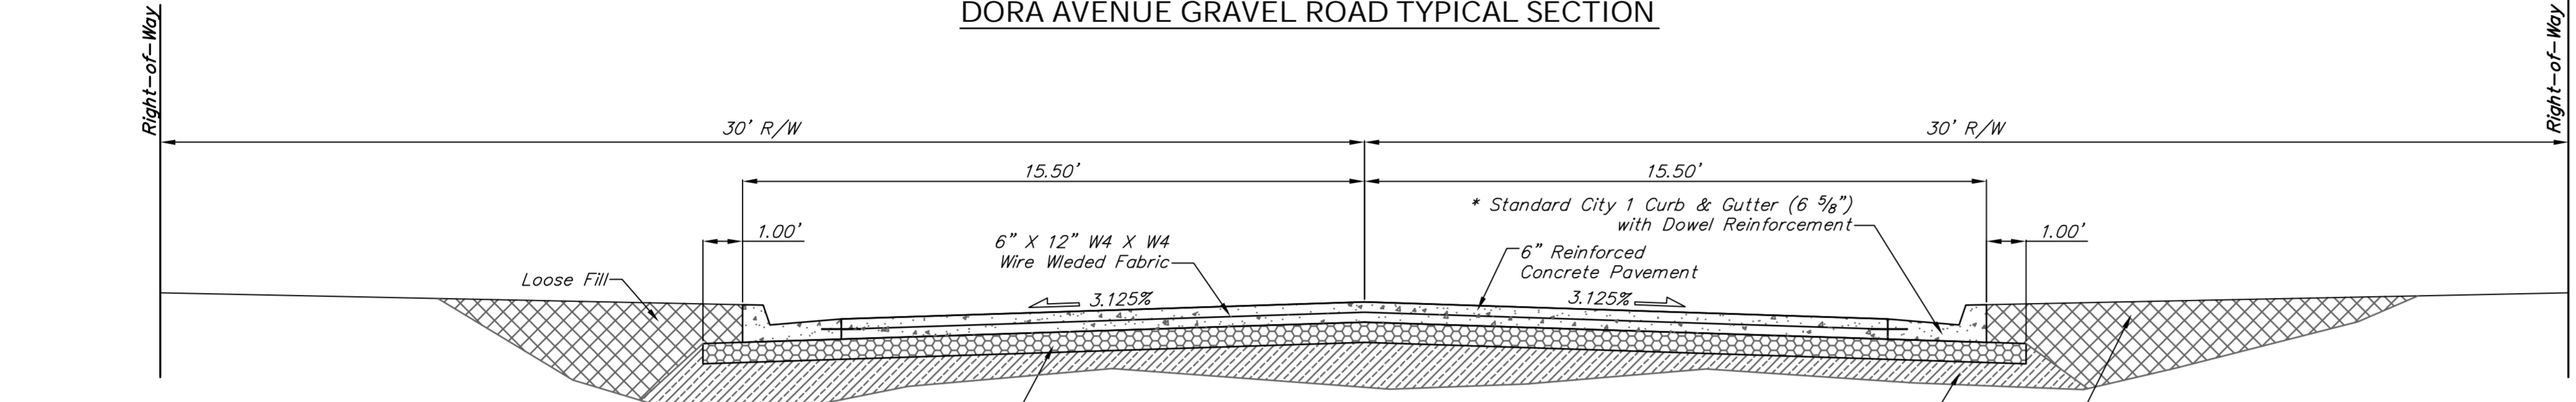 DORA AVENUE GRAVEL ROAD TYPICAL SECTION
Right-of-Way
Right-of-Way
30' R/W
30' R/W
15.50'
15.50'
* Standard City 1 Curb & Gutter (6 5/8")
with Dowel Reinforcement
1.00'
1.00'
6" X 12" W4 X W4
Wire Wleded Fabric
6" Reinforced
Concrete Pavement
Loose Fill
3.125%
3.125%